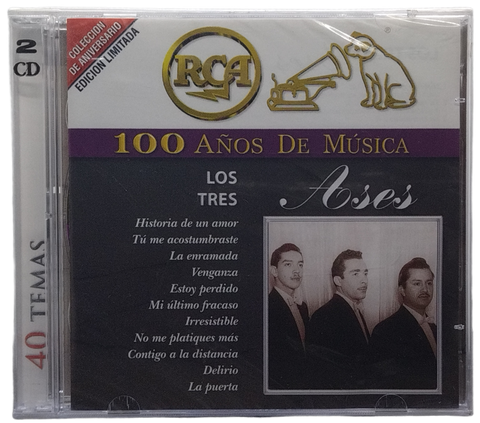 2
CD
COLECCIÓN
DE ANIVERSARIO
EDICIÓN LIMITADA
RCA
100 AÑOS DE MÚSICA
LOS
TRES
Ases
Historia de un amor
Tú me acostumbraste
La enramada
Venganza
Estoy perdido
Mi último fracaso
Irresistible
No me platiques más
Contigo a la distancia
Delirio
La puerta
40 TEMAS